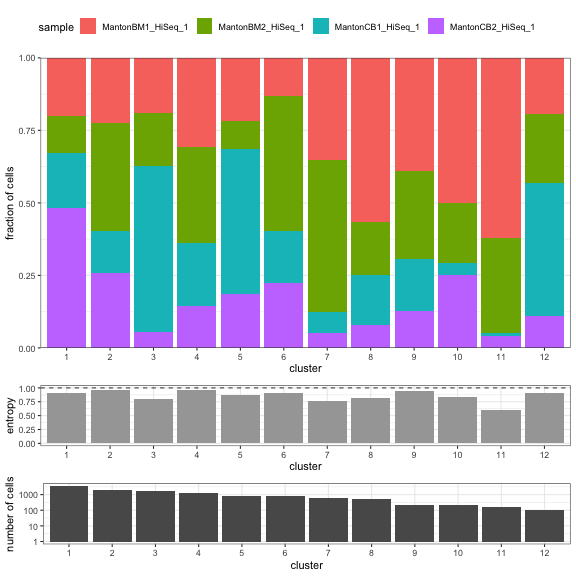 sample MantonBM1_HiSeq_1 MantonBM2_HiSeq_1 MantonCB1_HiSeq_1 MantonCB2_HiSeq_1
fraction of cells
1.00
0.75
0.50
0.25
0.00
1 2 3 4 5 6 7 8 9 10 11 12
cluster
entropy
1.00
0.75
0.50
0.25
0.00
1 2 3 4 5 6 7 8 9 10 11 12
cluster
number of cells
1000
100
10
1
1 2 3 4 5 6 7 8 9 10 11 12
cluster